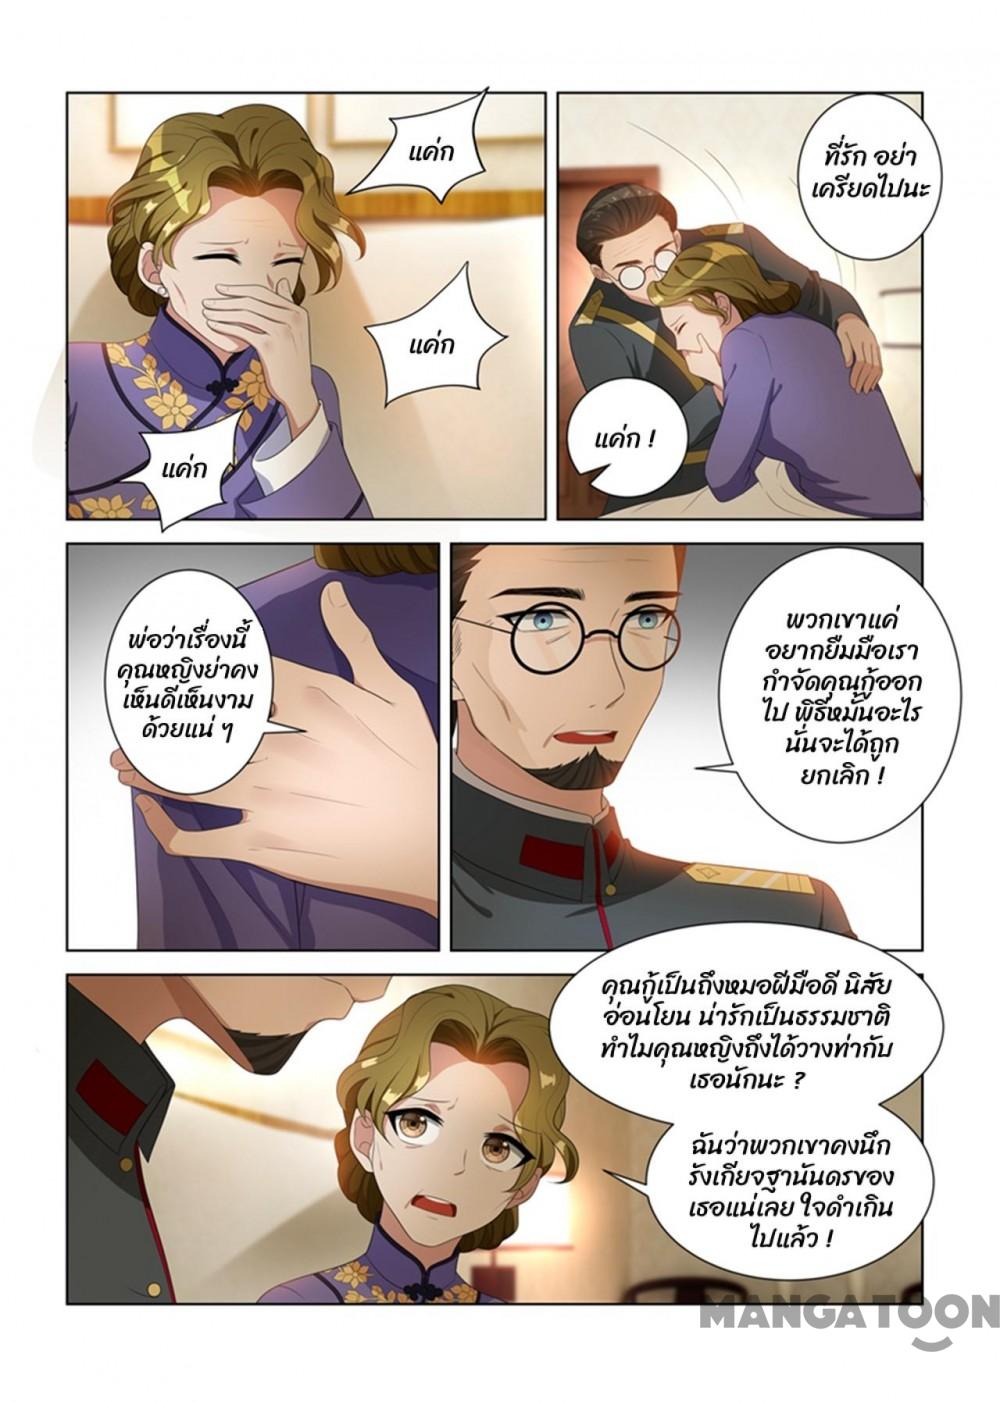 แค่ก
แค่ก
แค่ก
ที่รัก อย่า
เครียดไปนะ
แค่ก !
พ่อว่าเรื่องนี้
คุณหญิงย่าคง
เห็นดีเห็นงาม
ด้วยแน่ ๆ
พวกเขาแค่
อยากยืมมือเรา
กำจัดคุณกู้ออก
ไป พิธีหมั้นอะไร
นั่นจะได้ถูก
ยกเลิก !
คุณกู้เป็นถึงหมอฝีมือดี นิสัย
อ่อนโยน น่ารักเป็นธรรมชาติ
ทำไมคุณหญิงถึงได้วางท่ากับ
เธอนักนะ ?
ฉันว่าพวกเขาคงนึก
รังเกียจฐานันดรของ
เธอแน่เลย ใจดำเกิน
ไปแล้ว !
MANGATOON